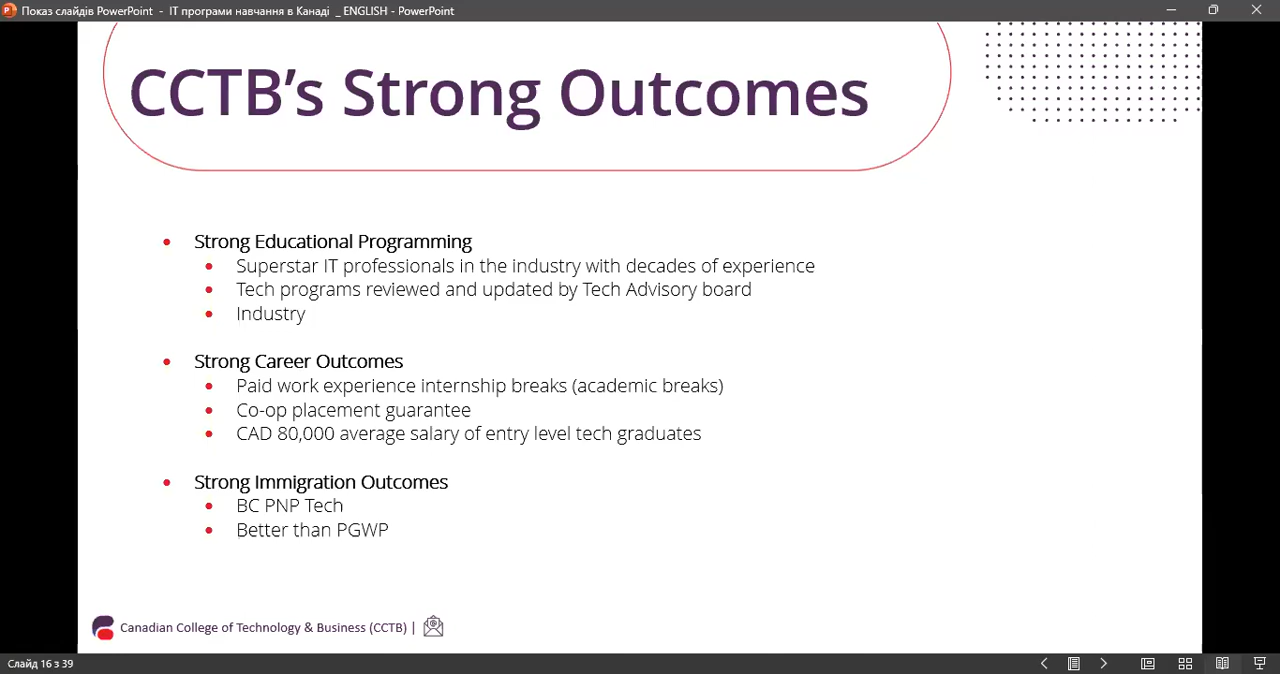 Показ слайдів PowerPoint - ІТ програми навчання в Канаді _ ENGLISH - PowerPoint
CCTB’s Strong Outcomes
• Strong Educational Programming
• Superstar IT professionals in the industry with decades of experience
• Tech programs reviewed and updated by Tech Advisory board
• Industry
• Strong Career Outcomes
• Paid work experience internship breaks (academic breaks)
• Co-op placement guarantee
• CAD 80,000 average salary of entry level tech graduates
• Strong Immigration Outcomes
• BC PNP Tech
• Better than PGWP
Canadian College of Technology & Business (CCTB) |
Слайд 16 з 39